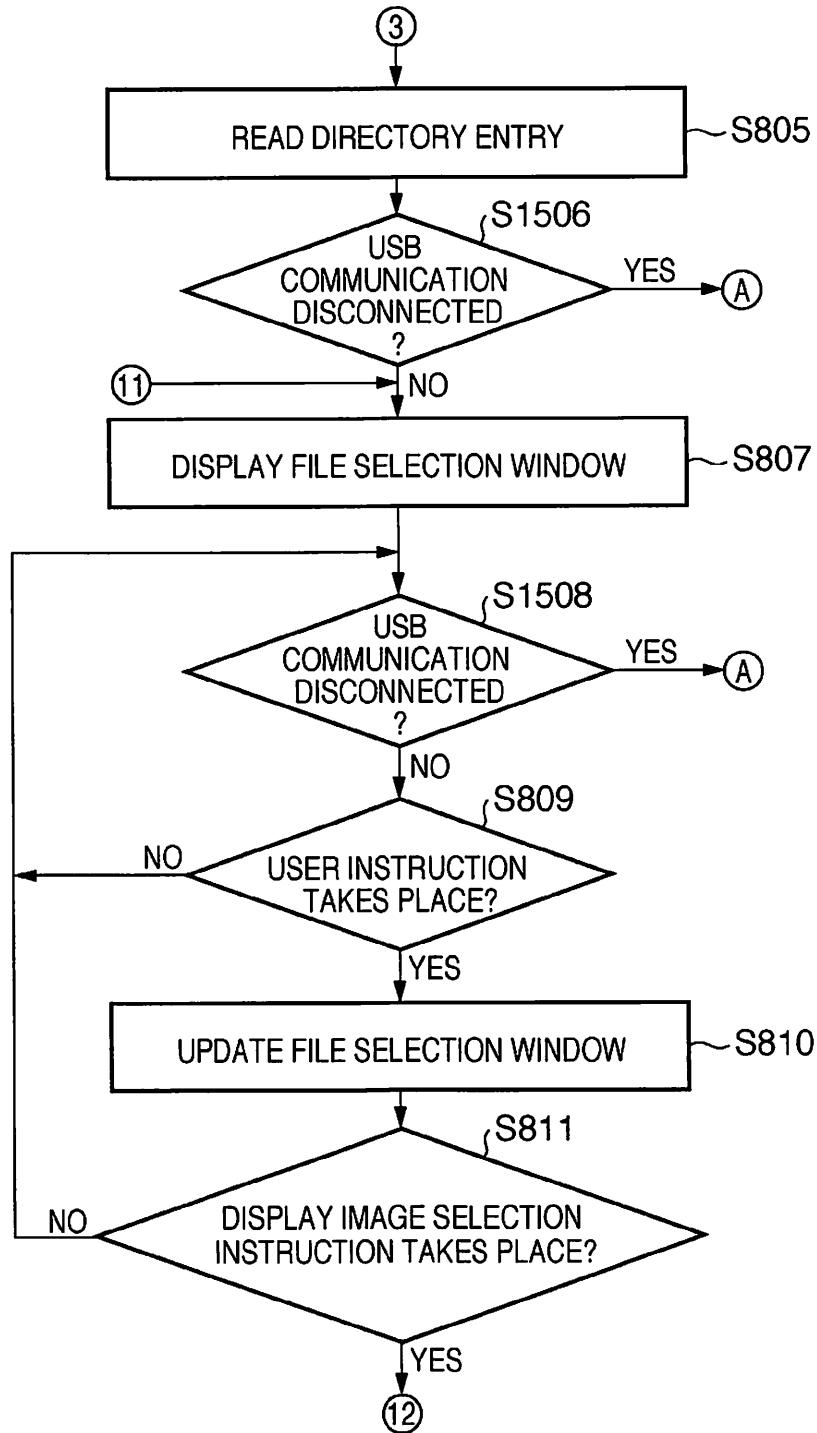 3
READ DIRECTORY ENTRY
S805
S1506
USB
COMMUNICATION
DISCONNECTED
?
YES
A
11
NO
DISPLAY FILE SELECTION WINDOW
S807
S1508
USB
COMMUNICATION
DISCONNECTED
?
YES
A
NO
S809
NO
USER INSTRUCTION
TAKES PLACE?
YES
UPDATE FILE SELECTION WINDOW
S810
S811
NO
DISPLAY IMAGE SELECTION
INSTRUCTION TAKES PLACE?
YES
12